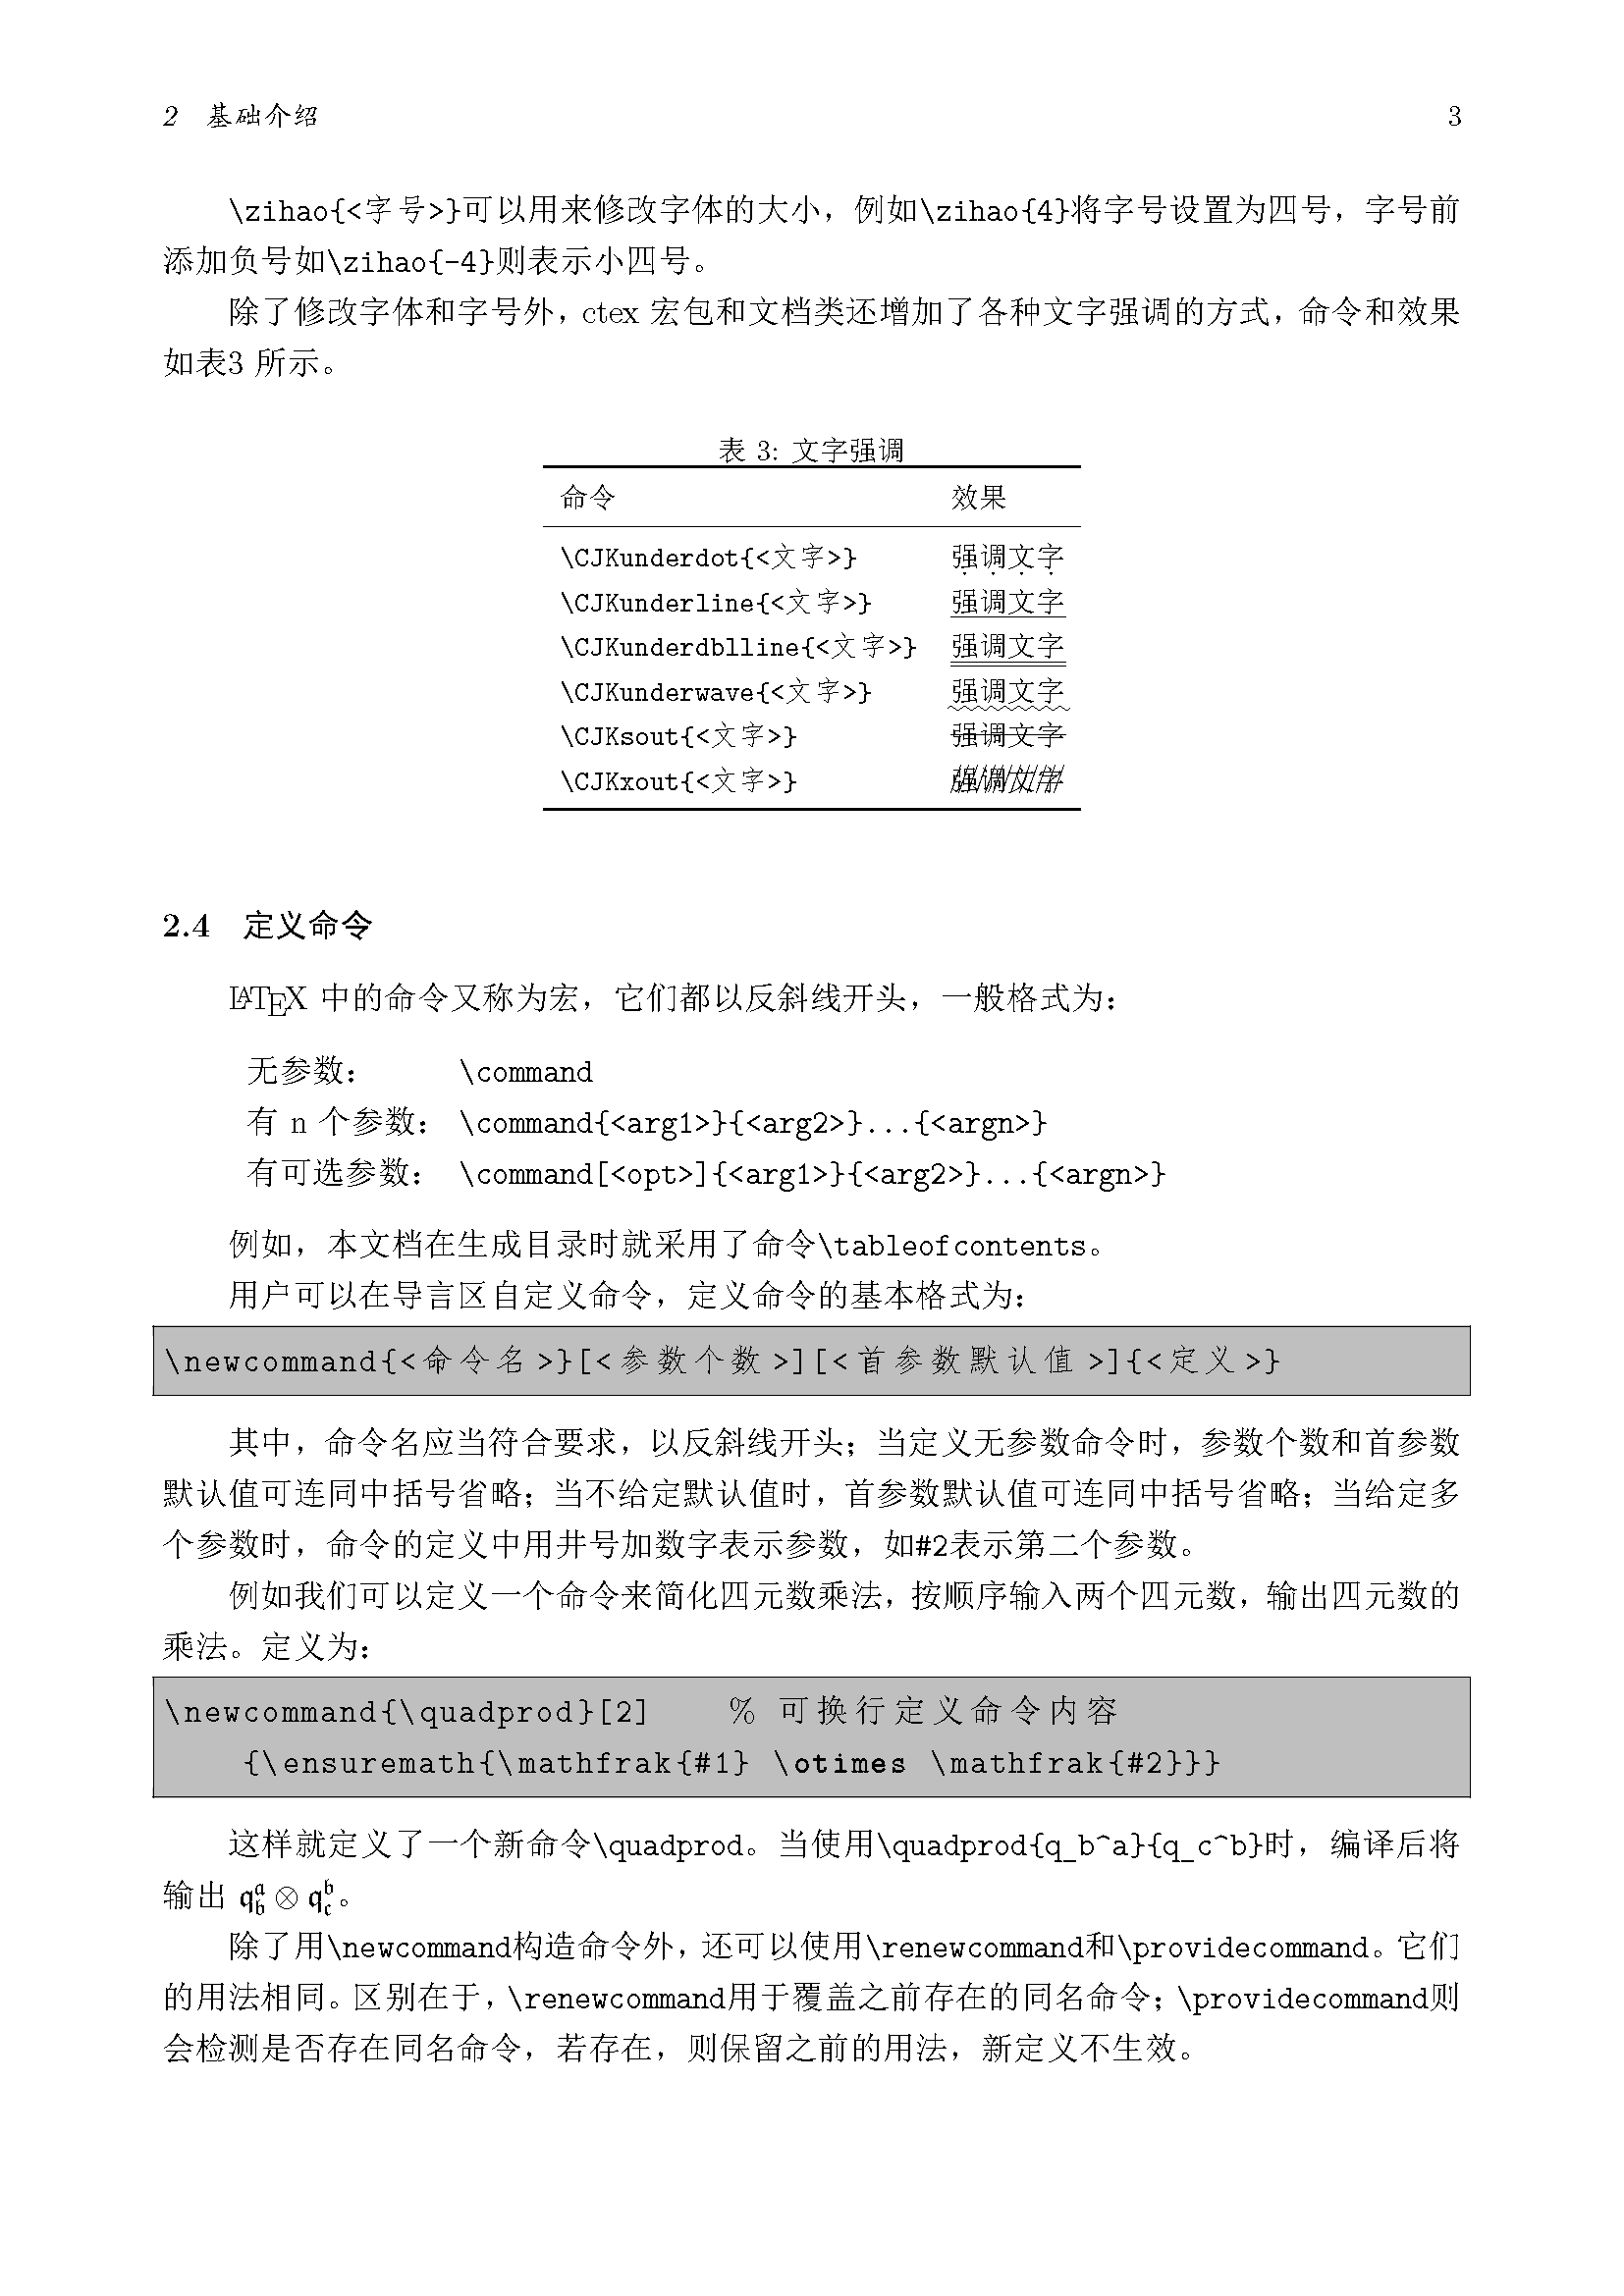 2 基础介绍 3
\zihao{<字号>}可以用来修改字体的大小，例如\zihao{4}将字号设置为四号，字号前
添加负号如\zihao{-4}则表示小四号。
除了修改字体和字号外，ctex 宏包和文档类还增加了各种文字强调的方式，命令和效果
如表3 所示。
表 3: 文字强调
命令 效果
\CJKunderdot{<文字>} 强调文字
\CJKunderline{<文字>} 强调文字
\CJKunderdblline{<文字>} 强调文字
\CJKunderwave{<文字>} 强调文字
\CJKsout{<文字>} 强调文字
\CJKxout{<文字>} 强调文字
2.4 定义命令
LATEX 中的命令又称为宏，它们都以反斜线开头，一般格式为：
无参数： \command
有 n 个参数： \command{<arg1>}{<arg2>}...{<argn>}
有可选参数： \command[<opt>]{<arg1>}{<arg2>}...{<argn>}
例如，本文档在生成目录时就采用了命令\tableofcontents。
用户可以在导言区自定义命令，定义命令的基本格式为：
\newcommand{<命令名>}[<参数个数>][<首参数默认值>]{<定义>}
其中，命令名应当符合要求，以反斜线开头；当定义无参数命令时，参数个数和首参数
默认值可连同中括号省略；当不给定默认值时，首参数默认值可连同中括号省略；当给定多
个参数时，命令的定义中用井号加数字表示参数，如#2表示第二个参数。
例如我们可以定义一个命令来简化四元数乘法，按顺序输入两个四元数，输出四元数的
乘法。定义为：
\newcommand{\quadprod}[2] % 可换行定义命令内容
{\ensuremath{\mathfrak{#1} \otimes \mathfrak{#2}}}
这样就定义了一个新命令\quadprod。当使用\quadprod{q_b^a}{q_c^b}时，编译后将
输出 𝔮_𝔟^𝔞 ⊗ 𝔮_𝔠^𝔟。
除了用\newcommand构造命令外，还可以使用\renewcommand和\providecommand。它们
的用法相同。区别在于，\renewcommand用于覆盖之前存在的同名命令；\providecommand则
会检测是否存在同名命令，若存在，则保留之前的用法，新定义不生效。